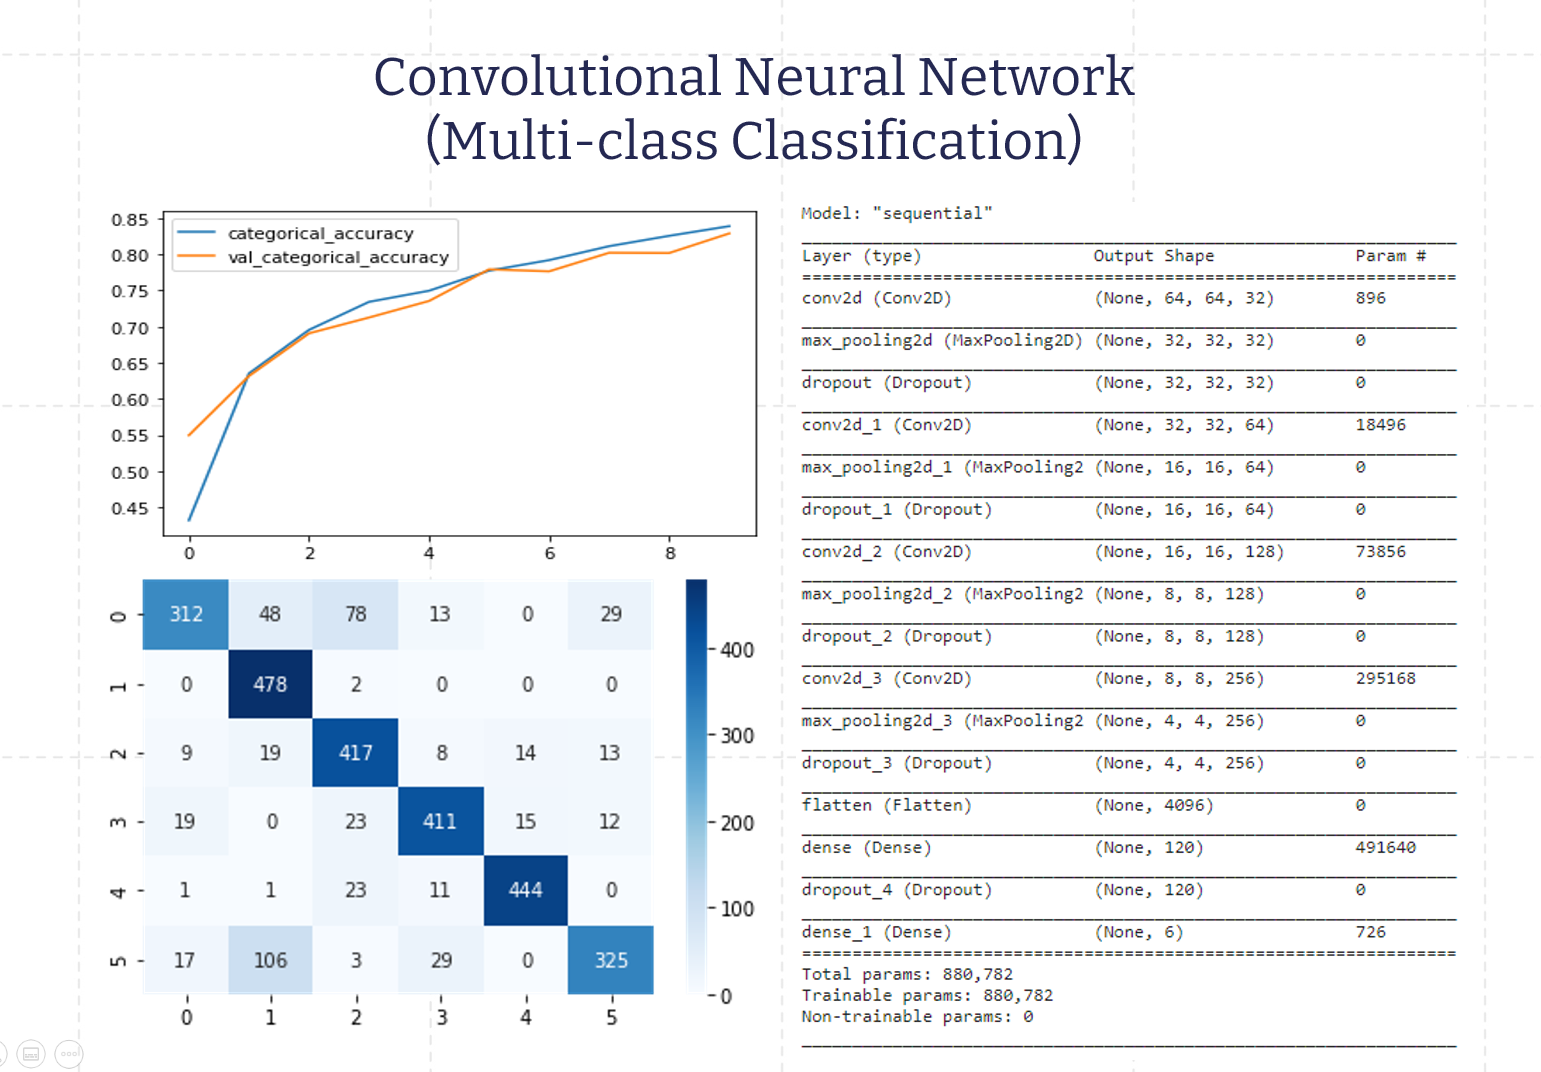 Convolutional Neural Network
(Multi-class Classification)
0.85
0.80
0.75
0.70
0.65
0.60
0.55
0.50
0.45
categorical_accuracy
val_categorical_accuracy
0 2 4 6 8
0 312 48 78 13 0 29
1 0 478 2 0 0 0
2 9 19 417 8 14 13
3 19 0 23 411 15 12
4 1 1 23 11 444 0
5 17 106 3 29 0 325
0 1 2 3 4 5
400
300
200
100
0
Model: "sequential"
Layer (type) Output Shape Param #
conv2d (Conv2D) (None, 64, 64, 32) 896
max_pooling2d (MaxPooling2D) (None, 32, 32, 32) 0
dropout (Dropout) (None, 32, 32, 32) 0
conv2d_1 (Conv2D) (None, 32, 32, 64) 18496
max_pooling2d_1 (MaxPooling2 (None, 16, 16, 64) 0
dropout_1 (Dropout) (None, 16, 16, 64) 0
conv2d_2 (Conv2D) (None, 16, 16, 128) 73856
max_pooling2d_2 (MaxPooling2 (None, 8, 8, 128) 0
dropout_2 (Dropout) (None, 8, 8, 128) 0
conv2d_3 (Conv2D) (None, 8, 8, 256) 295168
max_pooling2d_3 (MaxPooling2 (None, 4, 4, 256) 0
dropout_3 (Dropout) (None, 4, 4, 256) 0
flatten (Flatten) (None, 4096) 0
dense (Dense) (None, 120) 491640
dropout_4 (Dropout) (None, 120) 0
dense_1 (Dense) (None, 6) 726
Total params: 880,782
Trainable params: 880,782
Non-trainable params: 0